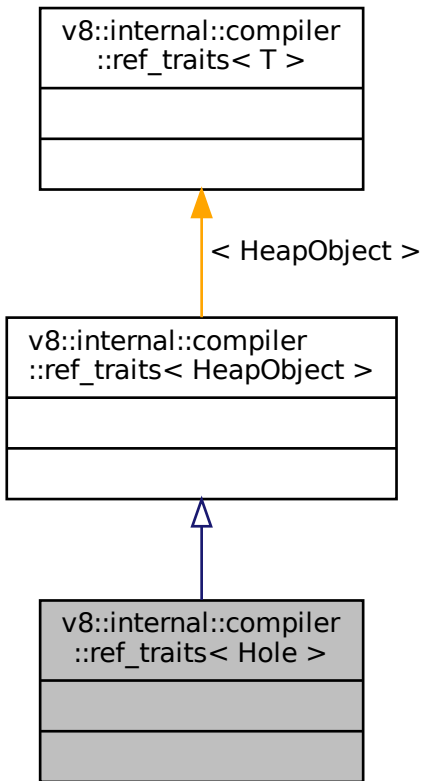 v8::internal::compiler
::ref_traits< T >
< HeapObject >
v8::internal::compiler
::ref_traits< HeapObject >
v8::internal::compiler
::ref_traits< Hole >